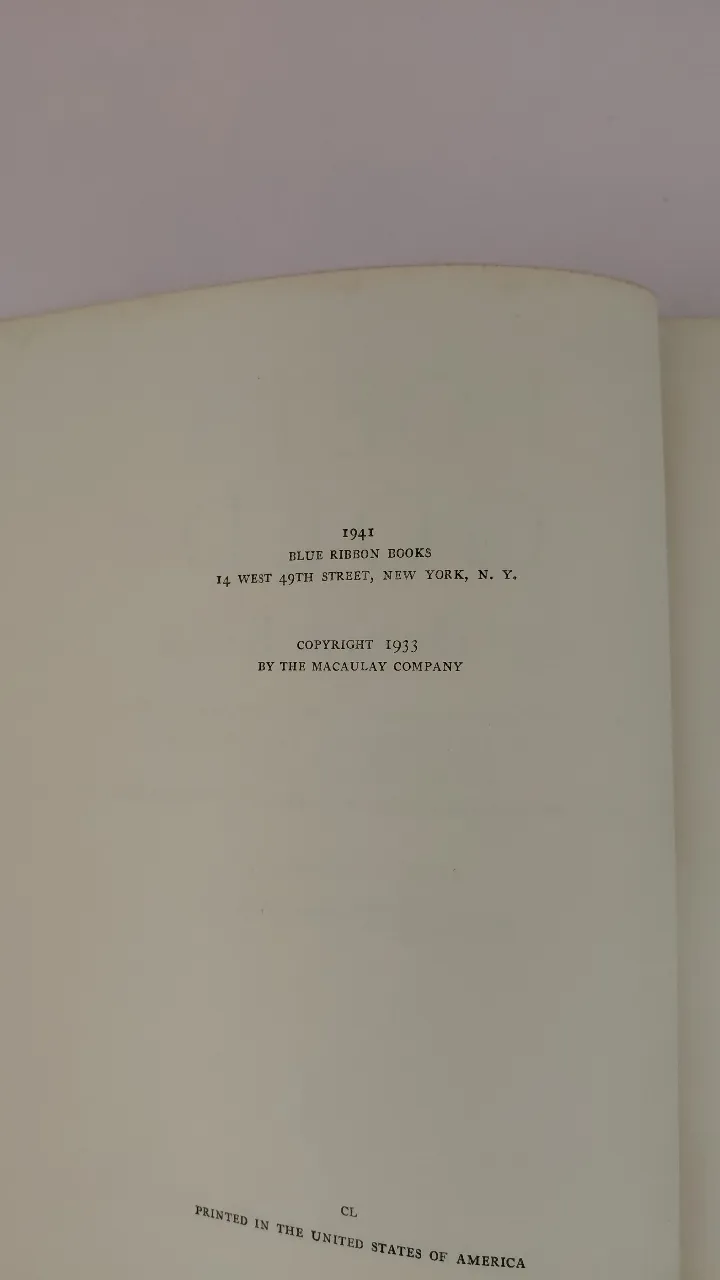 1941
BLUE RIBBON BOOKS
14 WEST 49TH STREET, NEW YORK, N. Y.
COPYRIGHT 1933
BY THE MACAULAY COMPANY
CL
PRINTED IN THE UNITED STATES OF AMERICA